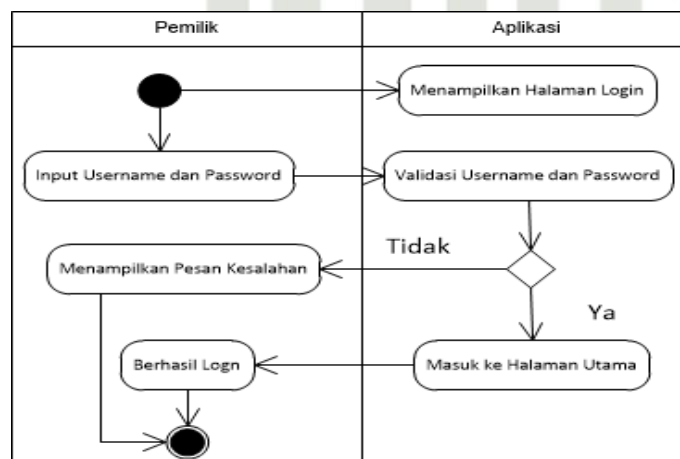 Pemilik
Aplikasi
Menampilkan Halaman Login
Input Username dan Password
Validasi Username dan Password
Tidak
Menampilkan Pesan Kesalahan
Ya
Berhasil Logn
Masuk ke Halaman Utama